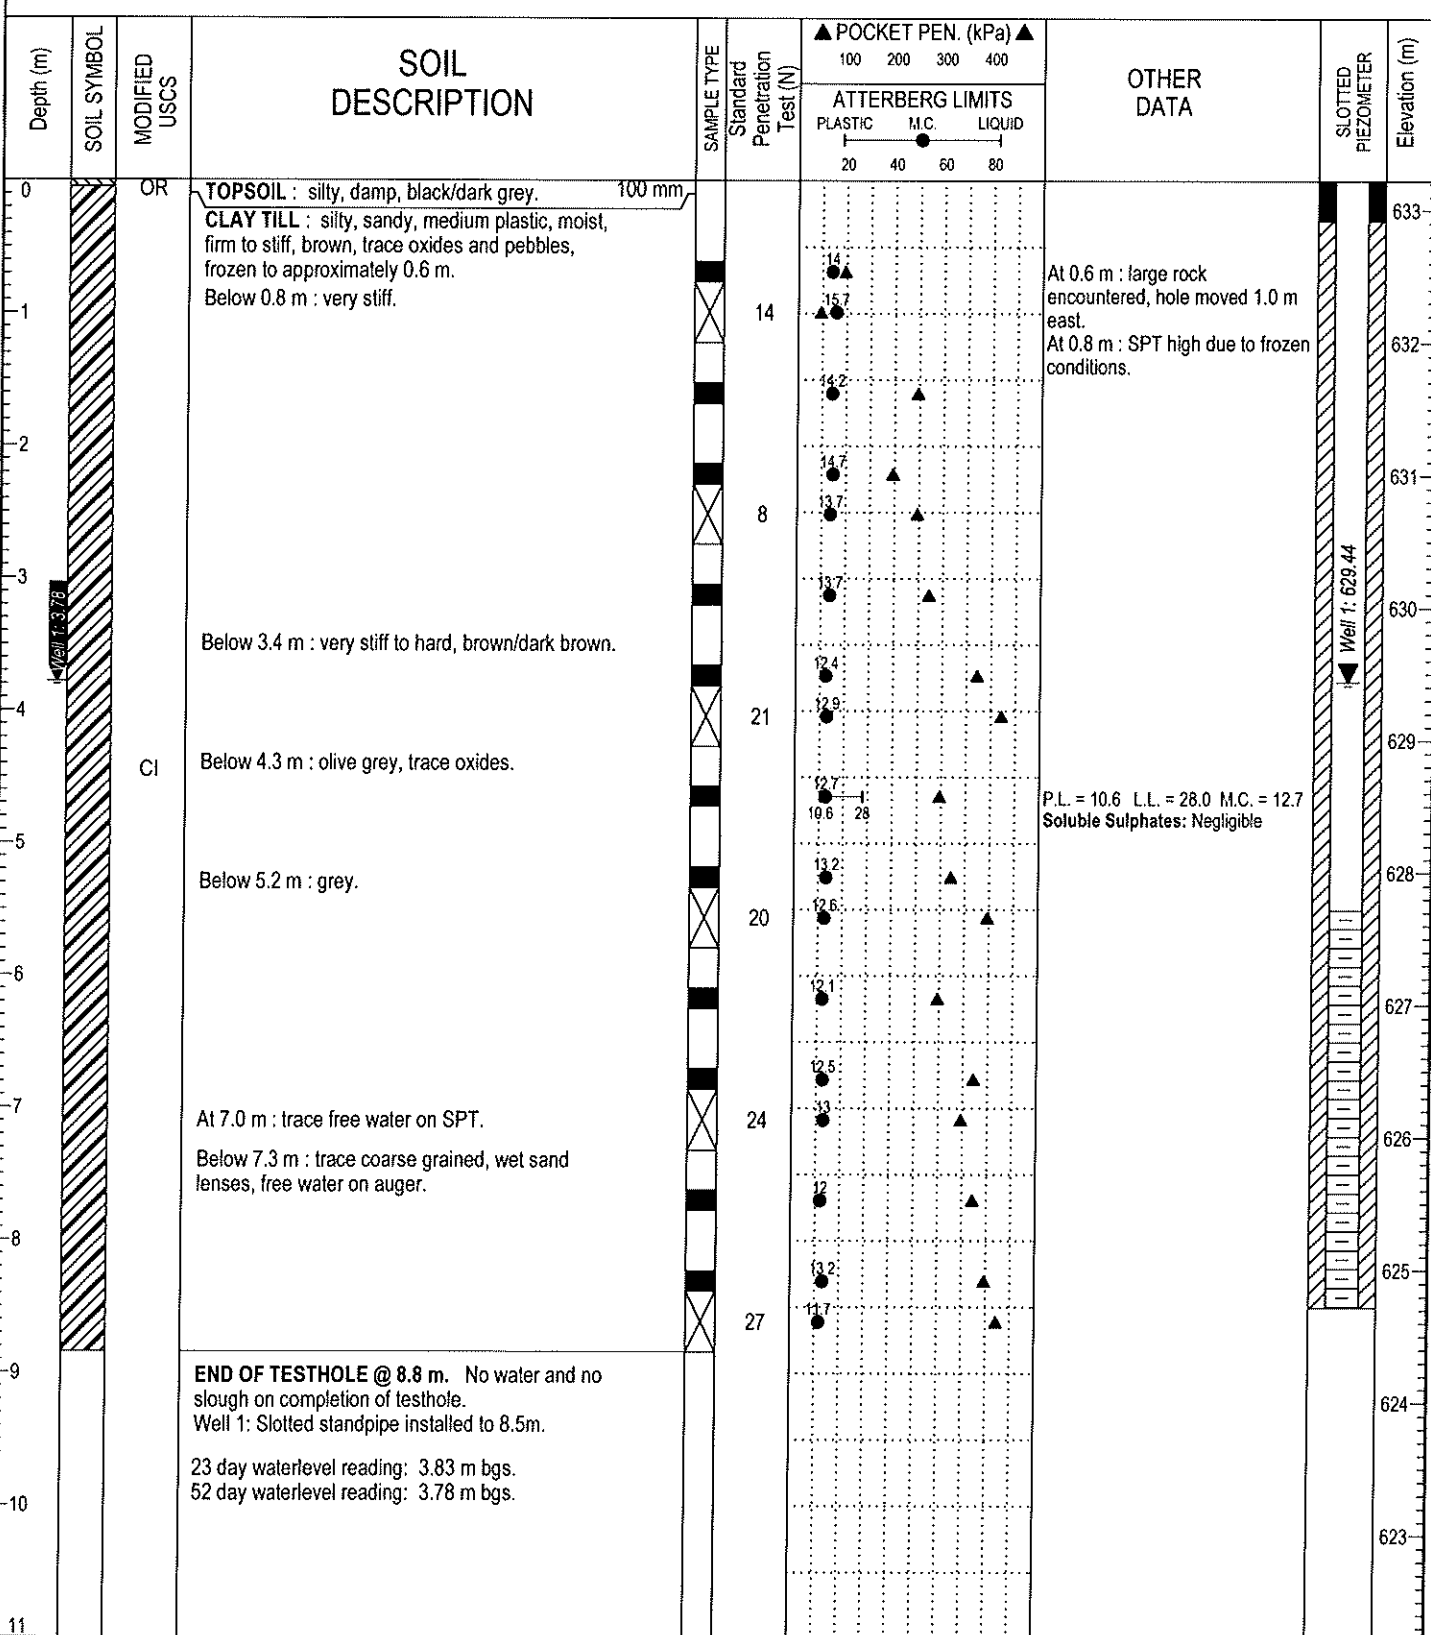 Depth (m)
SOIL SYMBOL
MODIFIED
USCS
SOIL
DESCRIPTION
SAMPLE TYPE
Standard
Penetration
Test (N)
▲ POCKET PEN. (kPa) ▲
100 200 300 400
ATTERBERG LIMITS
PLASTIC M.C. LIQUID
20 40 60 80
OTHER
DATA
SLOTTED
PIEZOMETER
Elevation (m)
0
1
2
3
4
5
6
7
8
9
10
11
Well 1: 3.78
OR
CI
TOPSOIL : silty, damp, black/dark grey. 100 mm
CLAY TILL : silty, sandy, medium plastic, moist,
firm to stiff, brown, trace oxides and pebbles,
frozen to approximately 0.6 m.
Below 0.8 m : very stiff.
Below 3.4 m : very stiff to hard, brown/dark brown.
Below 4.3 m : olive grey, trace oxides.
Below 5.2 m : grey.
At 7.0 m : trace free water on SPT.
Below 7.3 m : trace coarse grained, wet sand
lenses, free water on auger.
END OF TESTHOLE @ 8.8 m. No water and no
slough on completion of testhole.
Well 1: Slotted standpipe installed to 8.5m.
23 day waterlevel reading: 3.83 m bgs.
52 day waterlevel reading: 3.78 m bgs.
14
8
21
20
24
27
14
15.7
14.2
14.7
13.7
13.7
12.4
12.9
12.7
10.6 28
13.2
12.6
12.1
12.5
13
12
13.2
11.7
At 0.6 m : large rock
encountered, hole moved 1.0 m
east.
At 0.8 m : SPT high due to frozen
conditions.
P.L. = 10.6 L.L. = 28.0 M.C. = 12.7
Soluble Sulphates: Negligible
Well 1: 629.44
633
632
631
630
629
628
627
626
625
624
623